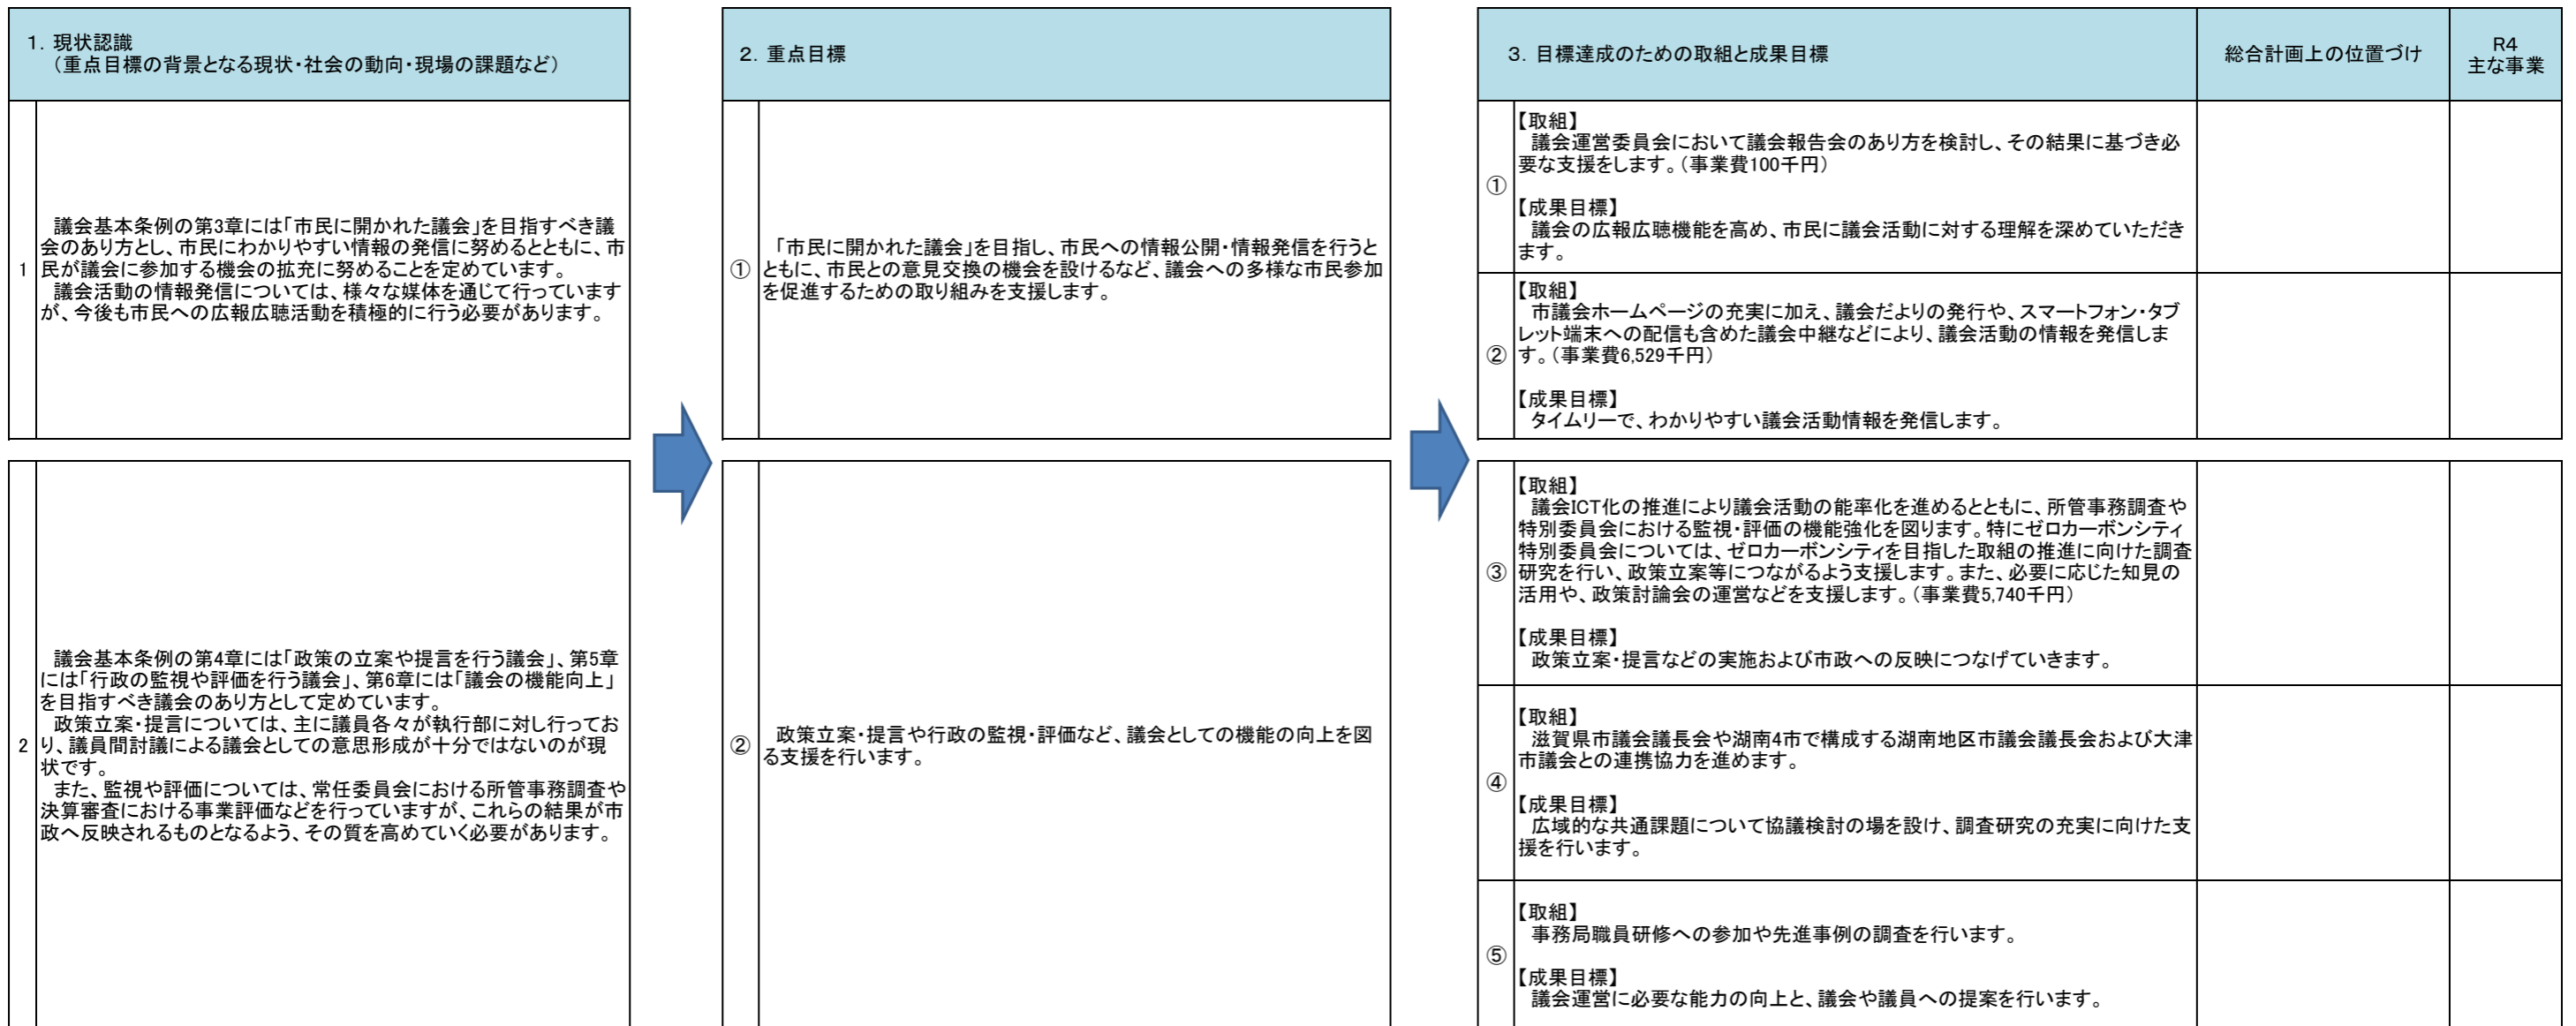 1. 現状認識
（重点目標の背景となる現状・社会の動向・現場の課題など）
2. 重点目標
3. 目標達成のための取組と成果目標
総合計画上の位置づけ
R4
主な事業
1
議会基本条例の第3章には「市民に開かれた議会」を目指すべき議
会のあり方とし、市民にわかりやすい情報の発信に努めるとともに、市
民が議会に参加する機会の拡充に努めることを定めています。
議会活動の情報発信については、様々な媒体を通じて行っています
が、今後も市民への広報広聴活動を積極的に行う必要があります。
①
「市民に開かれた議会」を目指し、市民への情報公開・情報発信を行うと
ともに、市民との意見交換の機会を設けるなど、議会への多様な市民参加
を促進するための取り組みを支援します。
①
【取組】
議会運営委員会において議会報告会のあり方を検討し、その結果に基づき必
要な支援をします。（事業費100千円）
【成果目標】
議会の広報広聴機能を高め、市民に議会活動に対する理解を深めていただき
ます。
②
【取組】
市議会ホームページの充実に加え、議会だよりの発行や、スマートフォン・タブ
レット端末への配信も含めた議会中継などにより、議会活動の情報を発信しま
す。（事業費6,529千円）
【成果目標】
タイムリーで、わかりやすい議会活動情報を発信します。
2
議会基本条例の第4章には「政策の立案や提言を行う議会」、第5章
には「行政の監視や評価を行う議会」、第6章には「議会の機能向上」
を目指すべき議会のあり方として定めています。
政策立案・提言については、主に議員各々が執行部に対し行ってお
り、議員間討議による議会としての意思形成が十分ではないのが現
状です。
また、監視や評価については、常任委員会における所管事務調査や
決算審査における事業評価などを行っていますが、これらの結果が市
政へ反映されるものとなるよう、その質を高めていく必要があります。
②
政策立案・提言や行政の監視・評価など、議会としての機能の向上を図
る支援を行います。
③
【取組】
議会ICT化の推進により議会活動の能率化を進めるとともに、所管事務調査や
特別委員会における監視・評価の機能強化を図ります。特にゼロカーボンシティ
特別委員会については、ゼロカーボンシティを目指した取組の推進に向けた調査
研究を行い、政策立案等につながるよう支援します。また、必要に応じた知見の
活用や、政策討論会の運営などを支援します。（事業費5,740千円）
【成果目標】
政策立案・提言などの実施および市政への反映につなげていきます。
④
【取組】
滋賀県市議会議長会や湖南4市で構成する湖南地区市議会議長会および大津
市議会との連携協力を進めます。
【成果目標】
広域的な共通課題について協議検討の場を設け、調査研究の充実に向けた支
援を行います。
⑤
【取組】
事務局職員研修への参加や先進事例の調査を行います。
【成果目標】
議会運営に必要な能力の向上と、議会や議員への提案を行います。